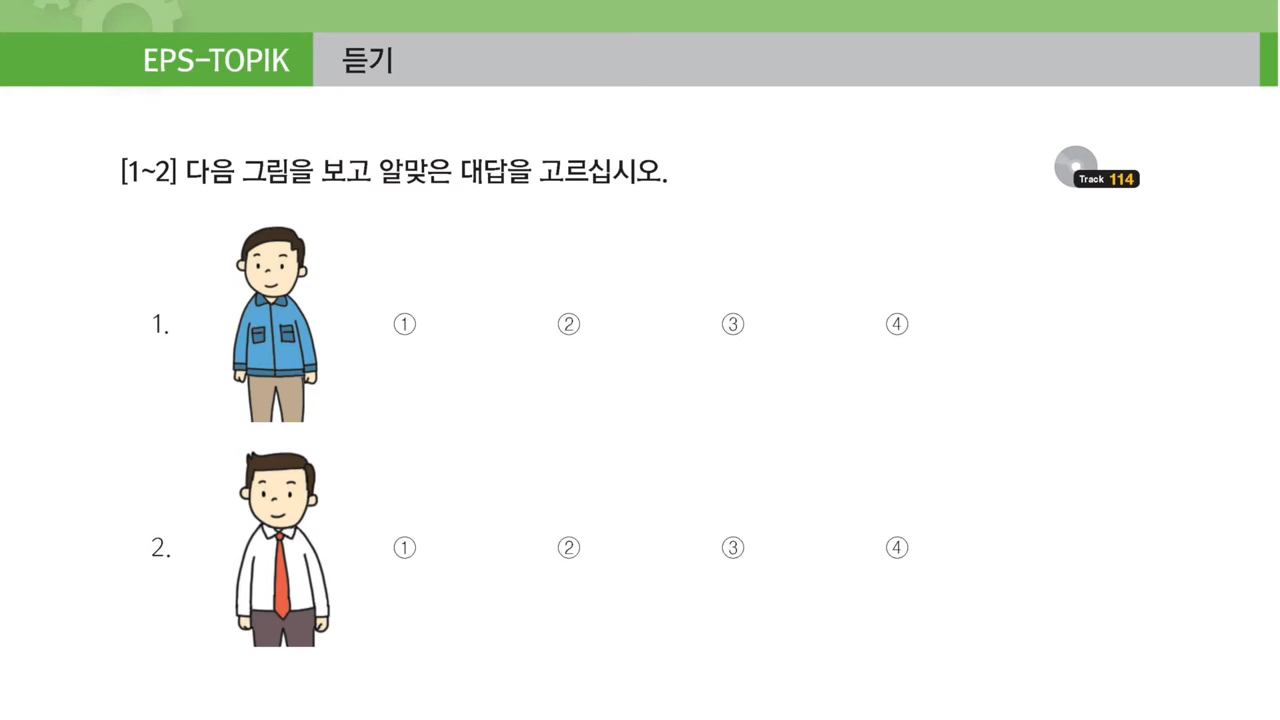 EPS-TOPIK 듣기
[1~2] 다음 그림을 보고 알맞은 대답을 고르십시오.
Track 114
1. ① ② ③ ④
2. ① ② ③ ④